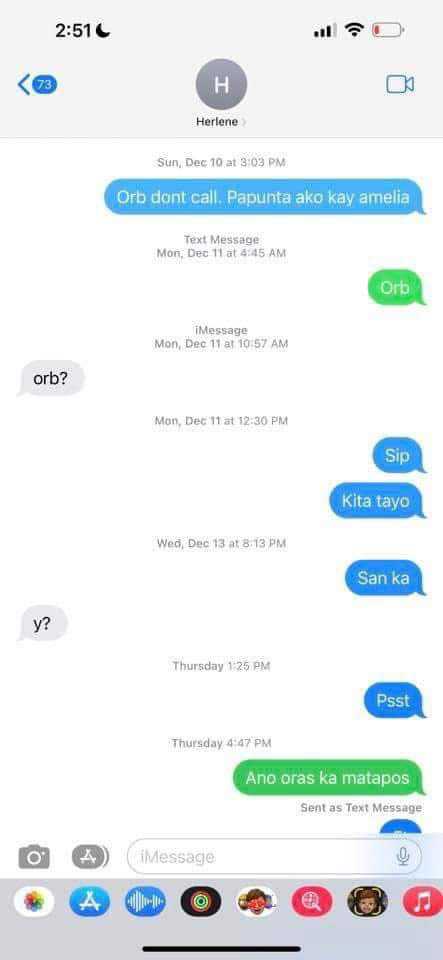 2:51
73
H
Herlene
Sun, Dec 10 at 3:03 PM
Orb dont call. Papunta ako kay amelia
Text Message
Mon, Dec 11 at 4:45 AM
Orb
iMessage
Mon, Dec 11 at 10:57 AM
orb?
Mon, Dec 11 at 12:30 PM
Sip
Kita tayo
Wed, Dec 13 at 8:13 PM
San ka
y?
Thursday 1:25 PM
Psst
Thursday 4:47 PM
Ano oras ka matapos
Sent as Text Message
iMessage